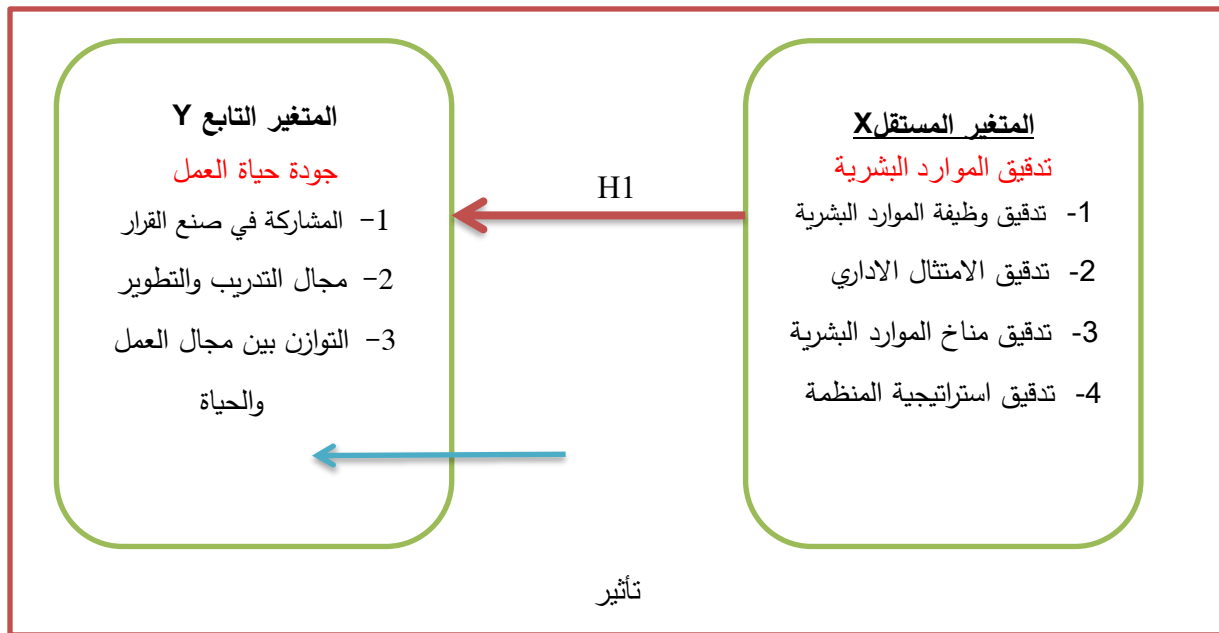 المتغير المستقلX
تدقيق الموارد البشرية
1- تدقيق وظيفة الموارد البشرية
2- تدقيق الامتثال الاداري
3- تدقيق مناخ الموارد البشرية
4- تدقيق استراتيجية المنظمة
H1
المتغير التابع Y
جودة حياة العمل
1- المشاركة في صنع القرار
2- مجال التدريب والتطوير
3- التوازن بين مجال العمل
والحياة
تأثير